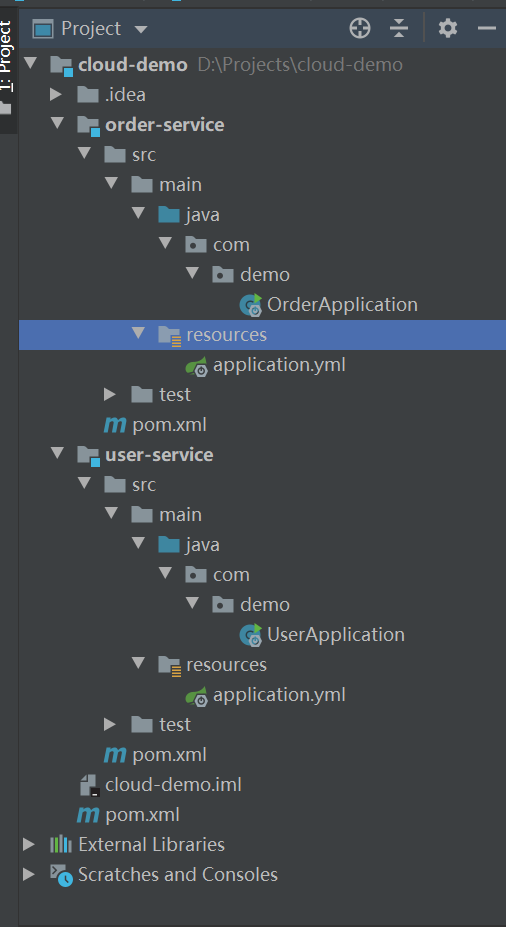 1: Project
Project
cloud-demo D:\Projects\cloud-demo
.idea
order-service
src
main
java
com
demo
OrderApplication
resources
application.yml
test
pom.xml
user-service
src
main
java
com
demo
UserApplication
resources
application.yml
test
pom.xml
cloud-demo.iml
pom.xml
External Libraries
Scratches and Consoles